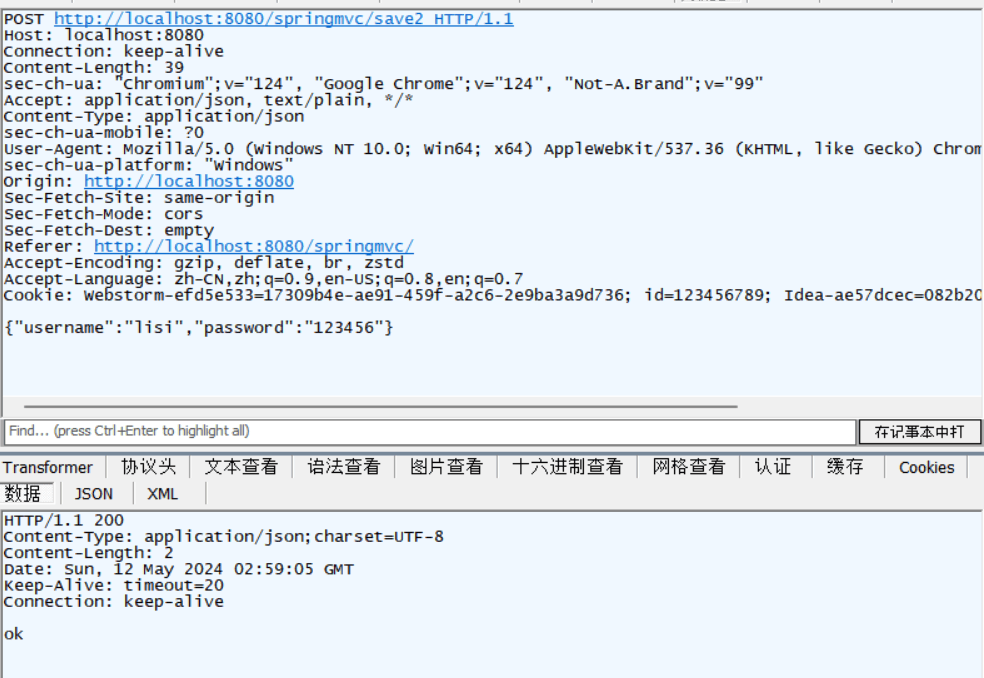 POST http://localhost:8080/springmvc/save2 HTTP/1.1
Host: localhost:8080
Connection: keep-alive
Content-Length: 39
sec-ch-ua: "Chromium";v="124", "Google Chrome";v="124", "Not-A.Brand";v="99"
Accept: application/json, text/plain, */*
Content-Type: application/json
sec-ch-ua-mobile: ?0
User-Agent: Mozilla/5.0 (Windows NT 10.0; Win64; x64) AppleWebKit/537.36 (KHTML, like Gecko) Chrom
sec-ch-ua-platform: "Windows"
Origin: http://localhost:8080
Sec-Fetch-Site: same-origin
Sec-Fetch-Mode: cors
Sec-Fetch-Dest: empty
Referer: http://localhost:8080/springmvc/
Accept-Encoding: gzip, deflate, br, zstd
Accept-Language: zh-CN,zh;q=0.9,en-US;q=0.8,en;q=0.7
Cookie: Webstorm-efd5e533=17309b4e-ae91-459f-a2c6-2e9ba3a9d736; id=123456789; Idea-ae57dcec=082b20
{"username":"lisi","password":"123456"}
Find... (press Ctrl+Enter to highlight all) 在记事本中打
Transformer 协议头 文本查看 语法查看 图片查看 十六进制查看 网格查看 认证 缓存 Cookies
数据 JSON XML
HTTP/1.1 200
Content-Type: application/json;charset=UTF-8
Content-Length: 2
Date: Sun, 12 May 2024 02:59:05 GMT
Keep-Alive: timeout=20
Connection: keep-alive
ok